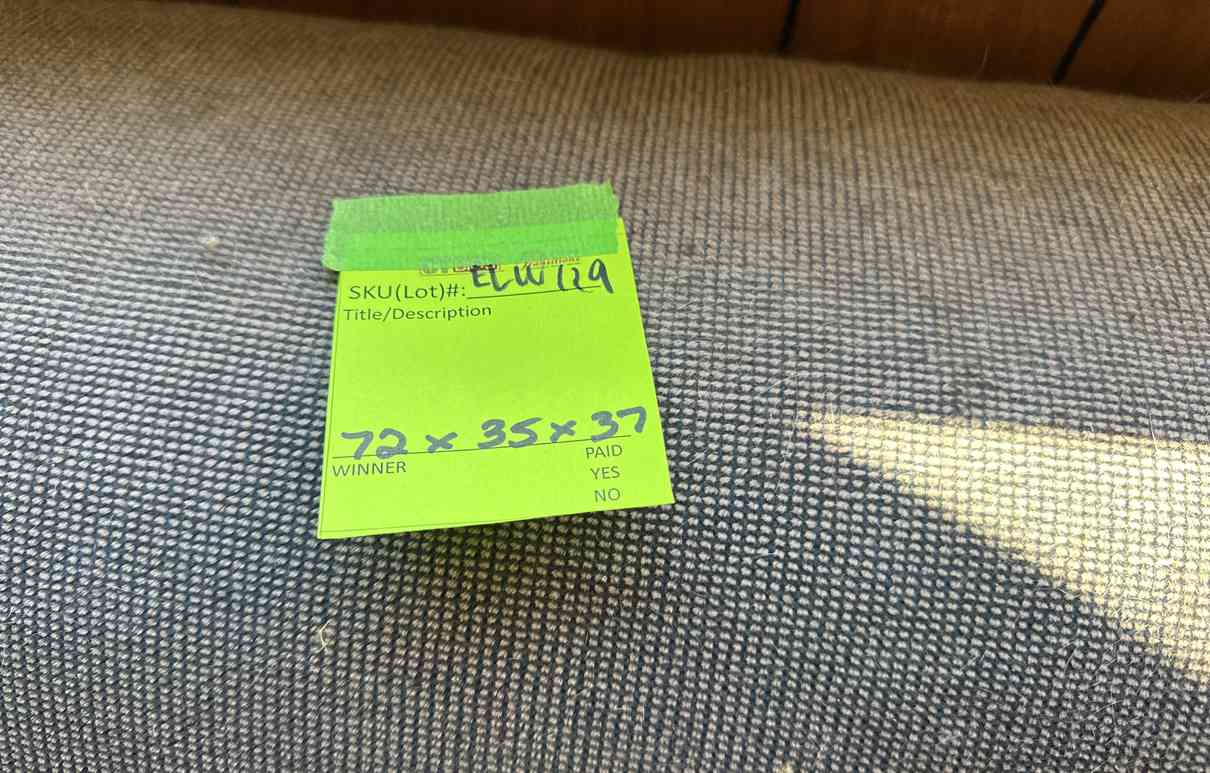 SKU(Lot)#: ELW129
Title/Description
72 x 35 x 37
WINNER PAID
YES
NO